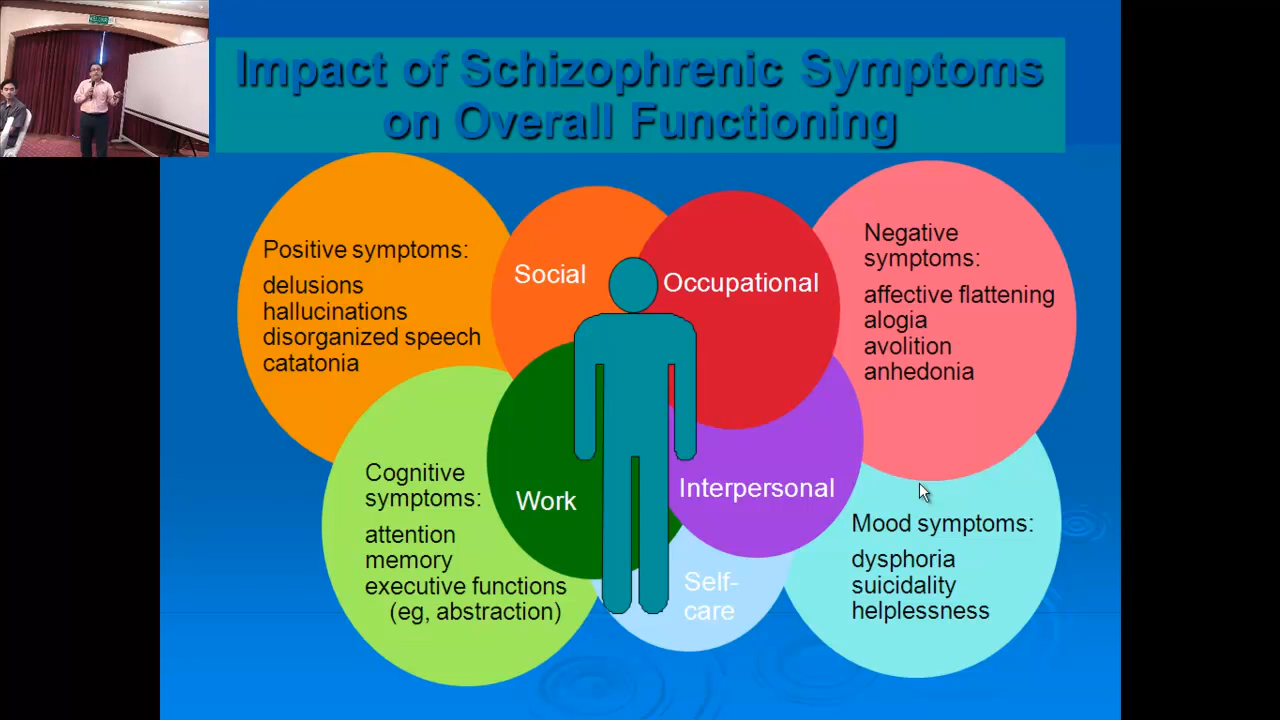 Impact of Schizophrenic Symptoms
on Overall Functioning
Positive symptoms:
delusions
hallucinations
disorganized speech
catatonia
Social
Occupational
Negative
symptoms:
affective flattening
alogia
avolition
anhedonia
Cognitive
symptoms:
attention
memory
executive functions
(eg, abstraction)
Work
Interpersonal
Self-
care
Mood symptoms:
dysphoria
suicidality
helplessness